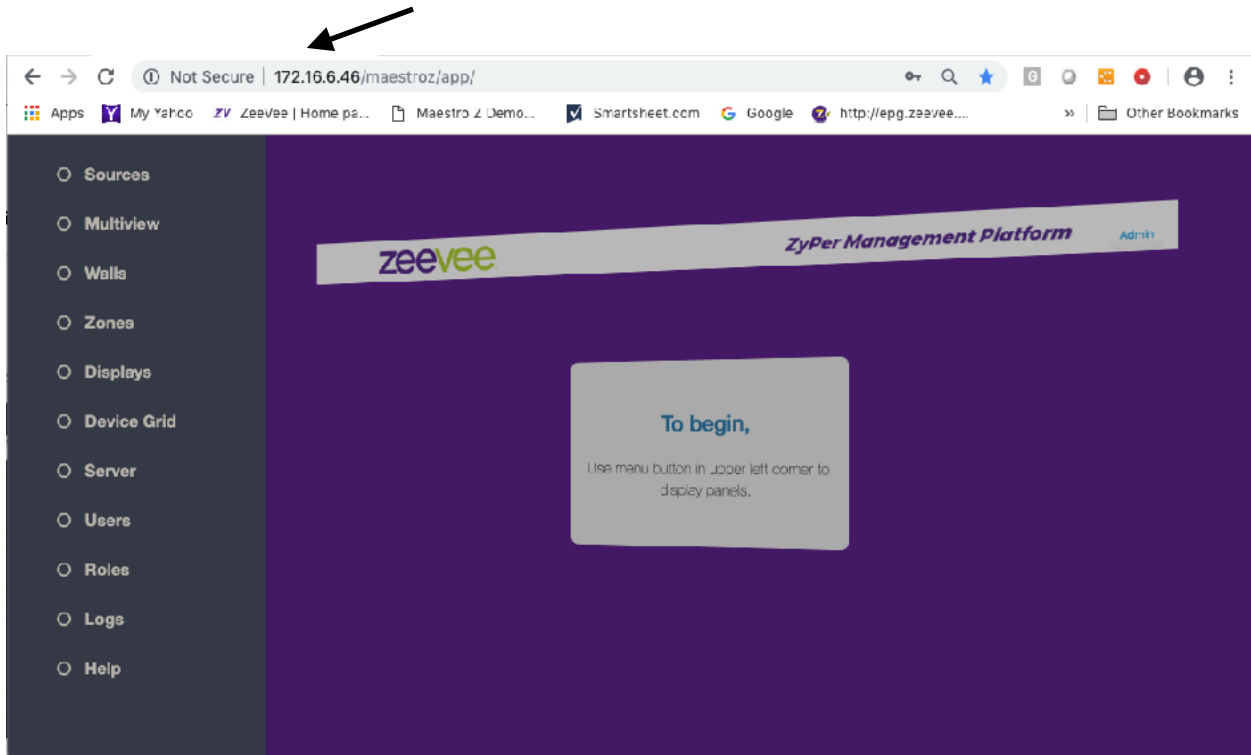 Not Secure | 172.16.6.46/maestroz/app/
Apps My Yahoo ZV ZeeVee | Home pa... Maestro Z Demo... Smartsheet.com G Google http://epg.zeevee.... » Other Bookmarks
Sources
Multiview
Walls
Zones
Displays
Device Grid
Server
Users
Roles
Logs
Help
zeevee
ZyPer Management Platform
Admin
To begin,
Use menu button in upper left corner to
display panels.